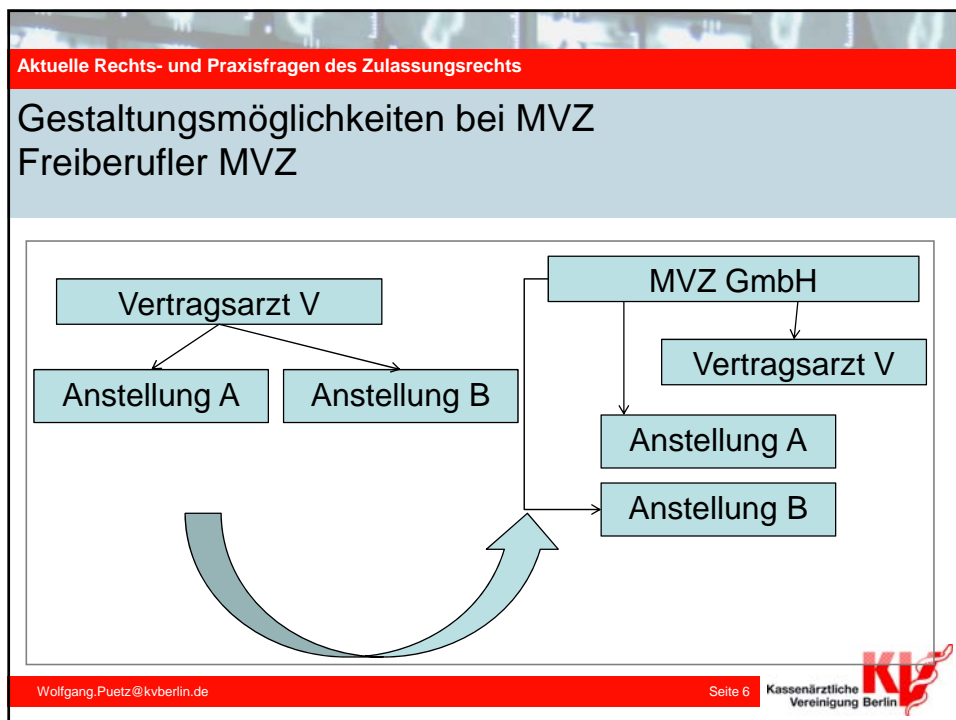 Aktuelle Rechts- und Praxisfragen des Zulassungsrechts
Gestaltungsmöglichkeiten bei MVZ
Freiberufler MVZ
Vertragsarzt V
Anstellung A
Anstellung B
MVZ GmbH
Vertragsarzt V
Anstellung A
Anstellung B
Wolfgang.Puetz@kvberlin.de
Seite 6
Kassenärztliche
Vereinigung Berlin
KV